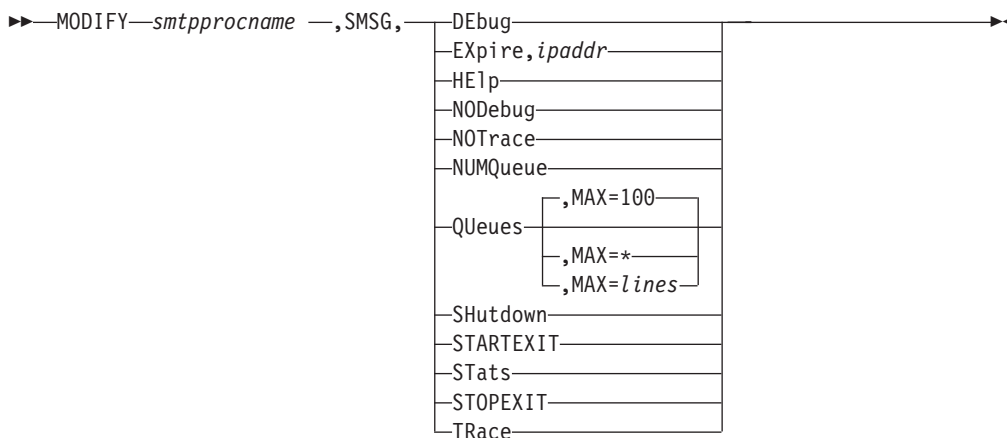 MODIFY smtpprocname ,SMSG, DEbug
EXpire,ipaddr
HElp
NODebug
NOTrace
NUMQueue
,MAX=100
QUeues
,MAX=*
,MAX=lines
SHutdown
STARTEXIT
STats
STOPEXIT
TRace